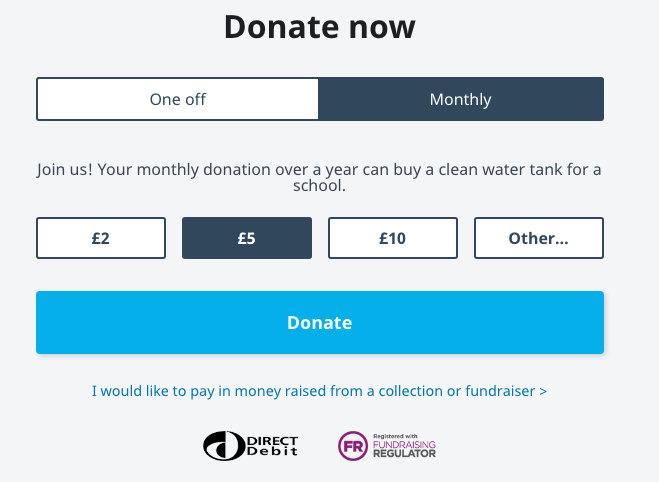 Donate now
One off
Monthly
Join us! Your monthly donation over a year can buy a clean water tank for a
school.
£2
£5
£10
Other...
Donate
I would like to pay in money raised from a collection or fundraiser >
DIRECT
Debit
FR
Registered with
FUNDRAISING
REGULATOR